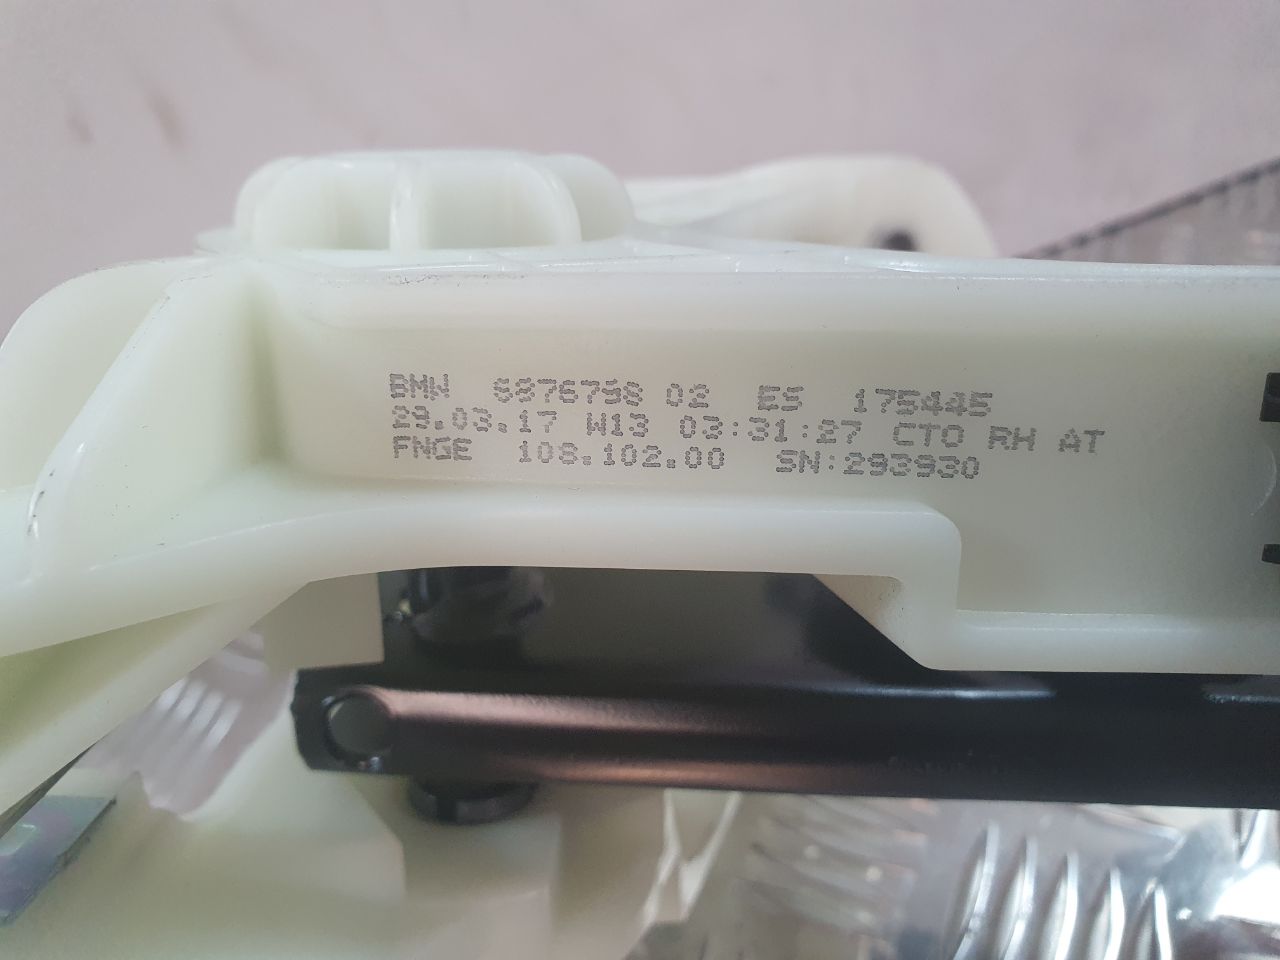 BMW 6876798 02 ES 175445
29.03.17 W13 03:31:27 CTO RH AT
FNGE 108.102.00 SN:293930